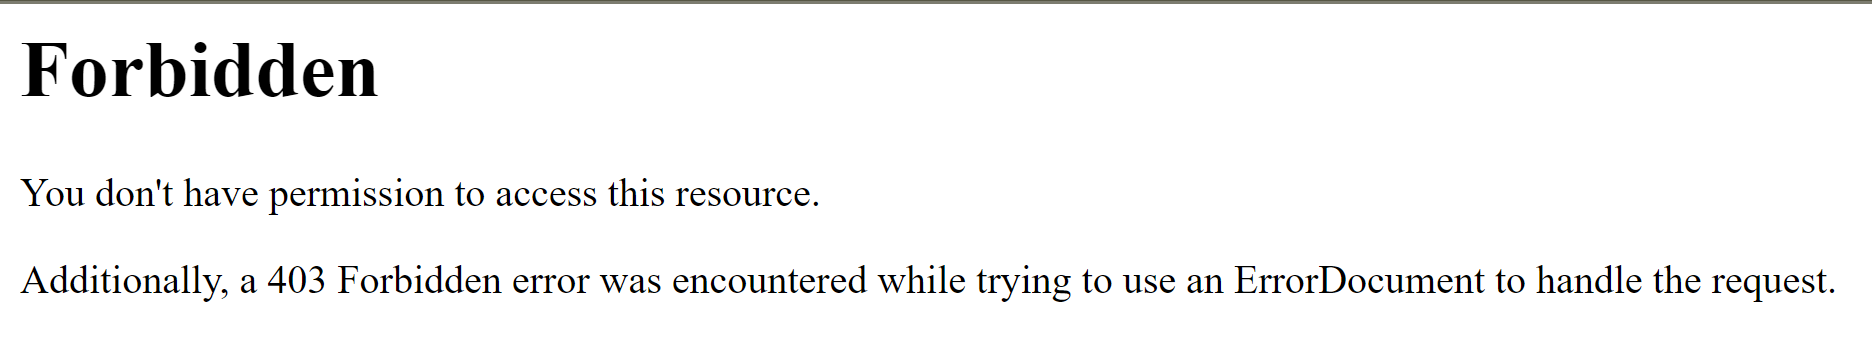 Forbidden
You don't have permission to access this resource.
Additionally, a 403 Forbidden error was encountered while trying to use an ErrorDocument to handle the request.